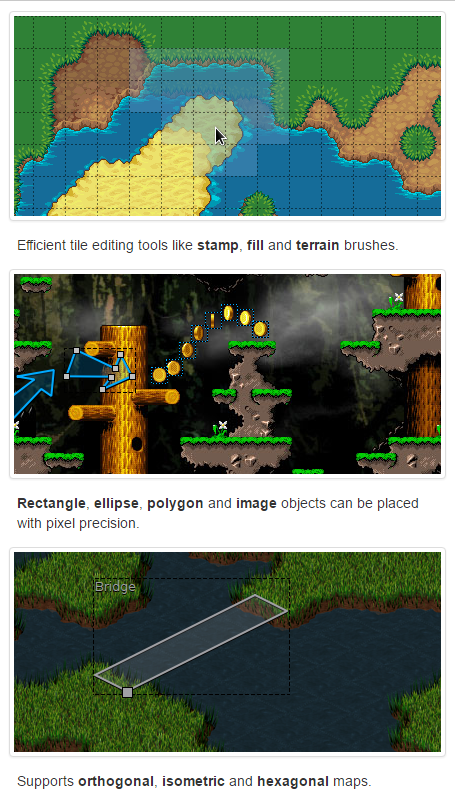 Efficient tile editing tools like stamp, fill and terrain brushes.
Rectangle, ellipse, polygon and image objects can be placed
with pixel precision.
Bridge
Supports orthogonal, isometric and hexagonal maps.